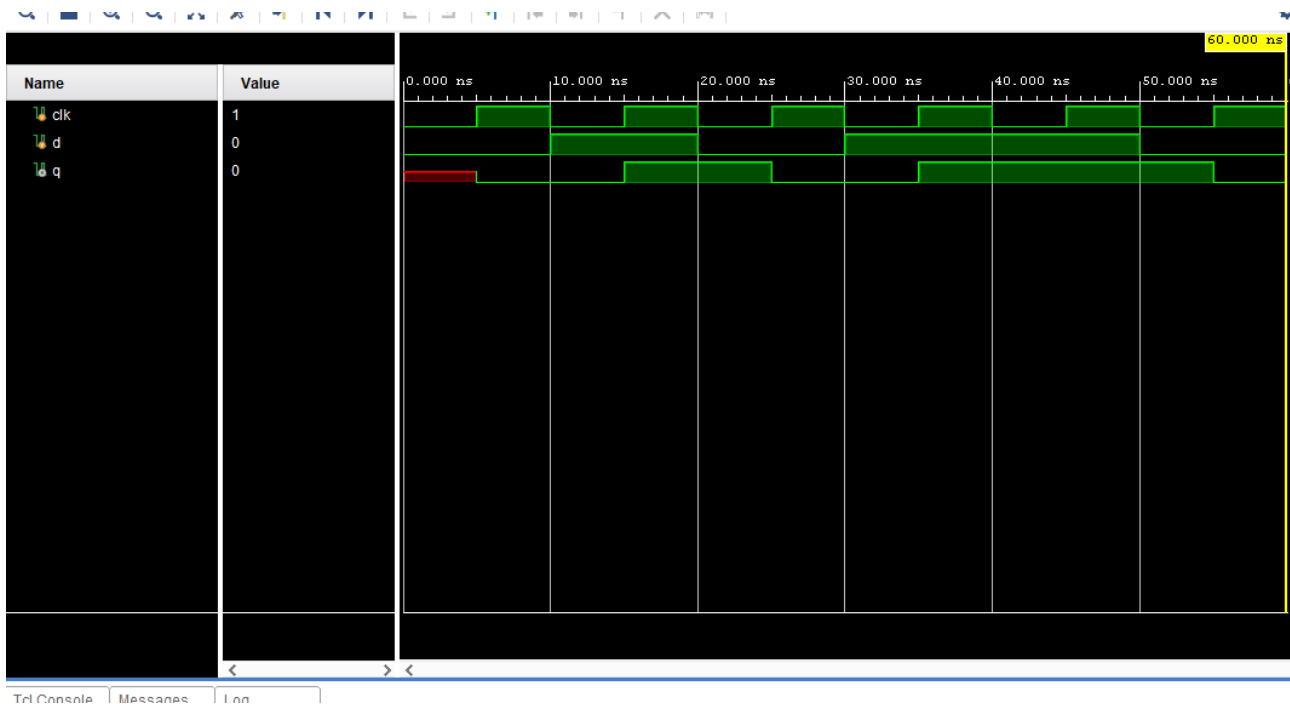 60.000 ns
Name Value
0.000 ns 10.000 ns 20.000 ns 30.000 ns 40.000 ns 50.000 ns
clk 1
d 0
q 0
Tcl Console Messages Log